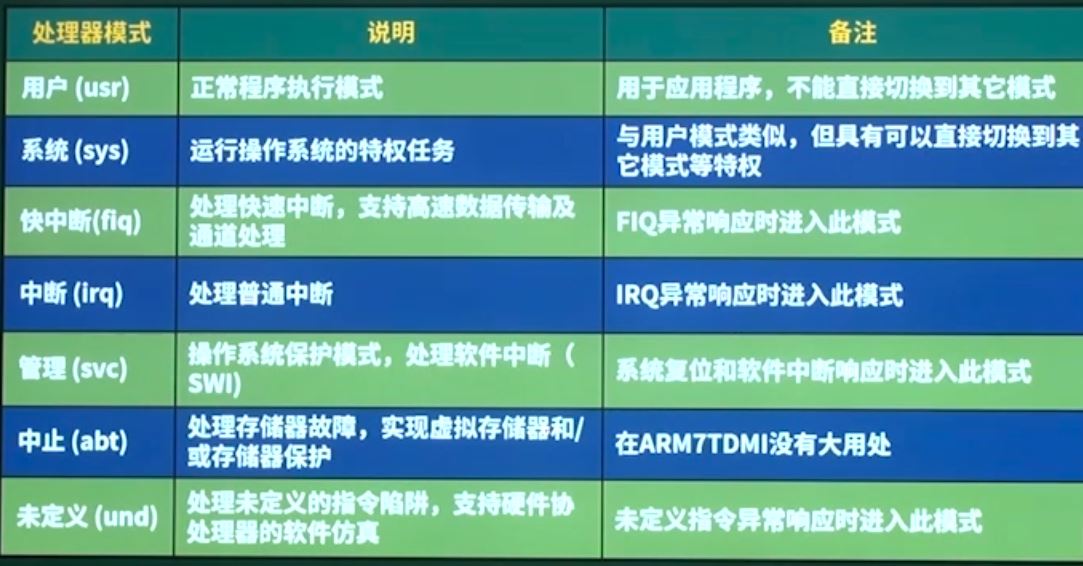 处理器模式 说明 备注
用户 (usr) 正常程序执行模式 用于应用程序，不能直接切换到其它模式
系统 (sys) 运行操作系统的特权任务 与用户模式类似，但具有可以直接切换到其
它模式等特权
快中断(fiq) 处理快速中断，支持高速数据传输及
通道处理 FIQ异常响应时进入此模式
中断 (irq) 处理普通中断 IRQ异常响应时进入此模式
管理 (svc) 操作系统保护模式，处理软件中断（
SWI) 系统复位和软件中断响应时进入此模式
中止 (abt) 处理存储器故障，实现虚拟存储器和/
或存储器保护 在ARM7TDMI没有大用处
未定义 (und) 处理未定义的指令陷阱，支持硬件协
处理器的软件仿真 未定义指令异常响应时进入此模式